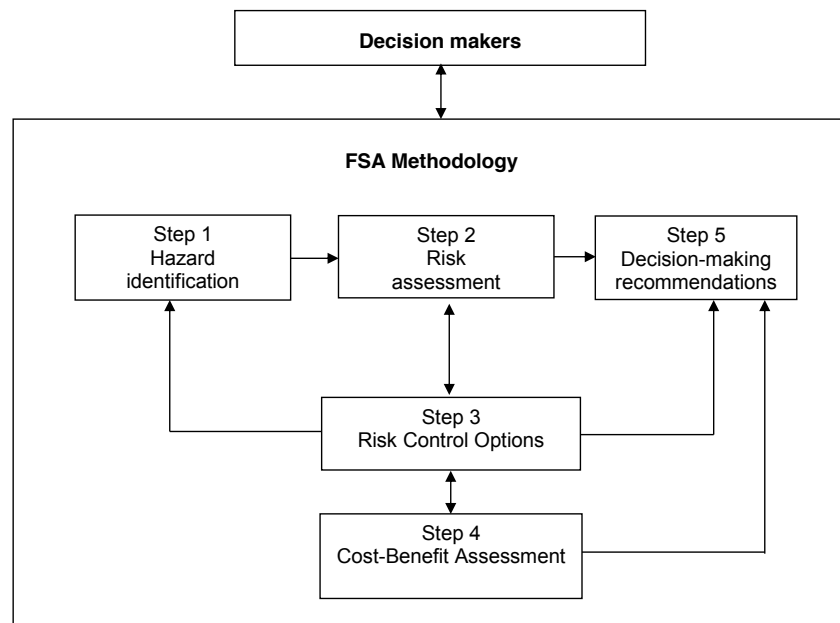 Decision makers
FSA Methodology
Step 1
Hazard
identification
Step 2
Risk
assessment
Step 5
Decision-making
recommendations
Step 3
Risk Control Options
Step 4
Cost-Benefit Assessment